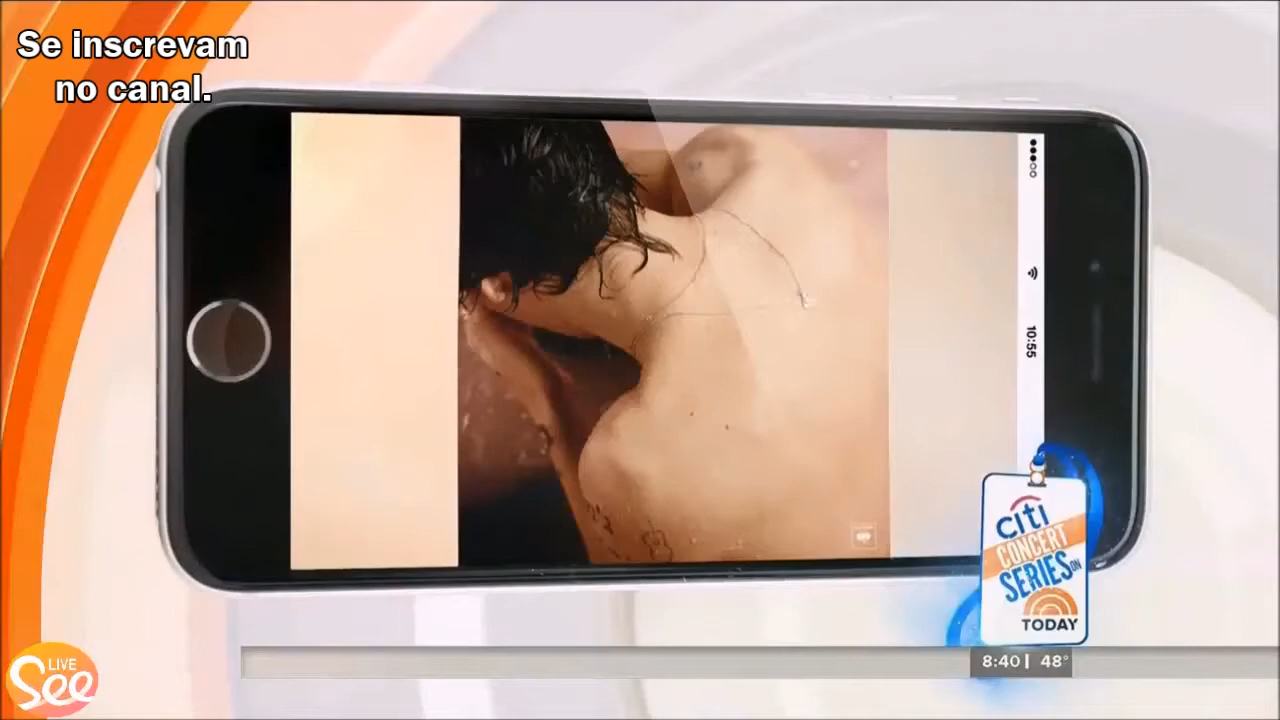 Se inscrevam
no canal.
10:55
citi
CONCERT
SERIES ON
TODAY
8:40 | 48°
LIVE
See